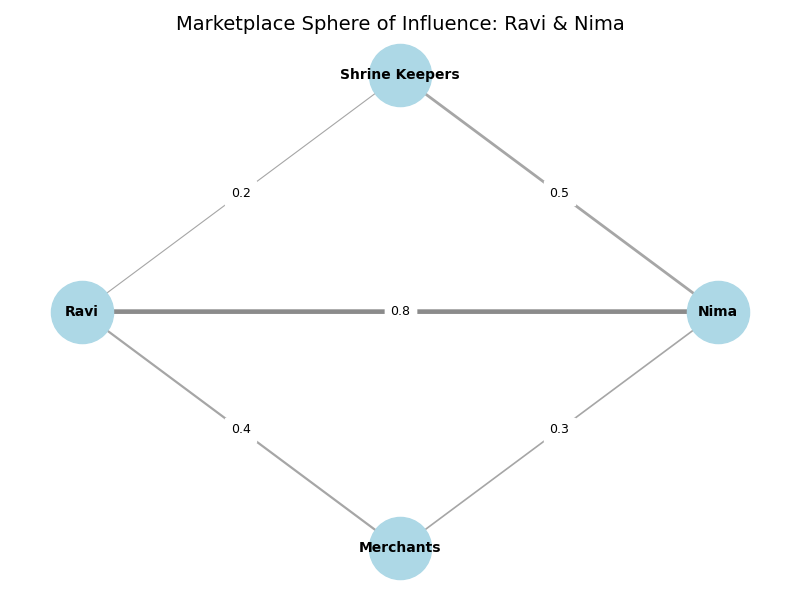 Marketplace Sphere of Influence: Ravi & Nima
Shrine Keepers
0.2
0.5
Ravi
0.8
Nima
0.4
0.3
Merchants